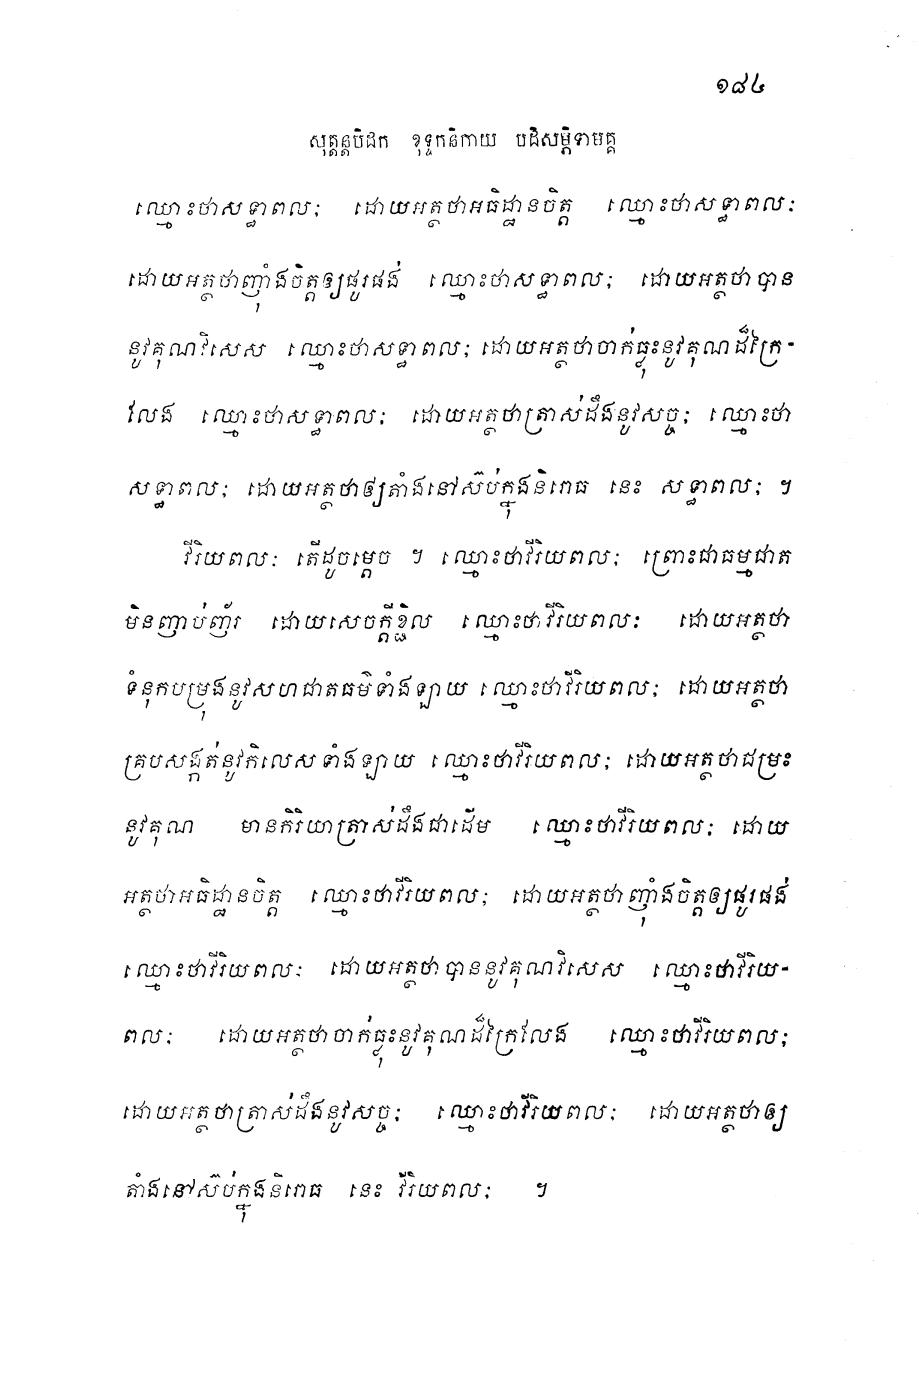 ១៨៤
សុត្តន្តបិដក ខុទ្ទកនិកាយ បដិសម្ភិទាមគ្គ
ឈ្មោះថាសទ្ធាពលៈ ដោយអត្ថថាអធិដ្ឋានចិត្ត ឈ្មោះថាសទ្ធាពលៈ
ដោយអត្ថថាញ៉ាំងចិត្តឲ្យផូរផង់ ឈ្មោះថាសទ្ធាពលៈ ដោយអត្ថថាបាន
នូវគុណវិសេស ឈ្មោះថាសទ្ធាពលៈ ដោយអត្ថថាចាក់ធ្លុះនូវគុណដ៏ក្រៃ-
លែង ឈ្មោះថាសទ្ធាពលៈ ដោយអត្ថថាត្រាស់ដឹងនូវសច្ចៈ ឈ្មោះថា
សទ្ធាពលៈ ដោយអត្ថថាឲ្យតាំងនៅស៊ប់ក្នុងនិរោធ នេះ សទ្ធាពលៈ ។
វីរិយពលៈ តើដូចម្តេច ។ ឈ្មោះថាវីរិយពលៈ ព្រោះជាធម្មជាត
មិនញាប់ញ័រ ដោយសេចក្តីខ្ជិល ឈ្មោះថាវីរិយពលៈ ដោយអត្ថថា
ទំនុកបម្រុងនូវសហជាតធម៌ទាំងឡាយ ឈ្មោះថាវីរិយពលៈ ដោយអត្ថថា
គ្របសង្កត់នូវកិលេសទាំងឡាយ ឈ្មោះថាវីរិយពលៈ ដោយអត្ថថាជម្រះ
នូវគុណ មានកិរិយាត្រាស់ដឹងជាដើម ឈ្មោះថាវីរិយពលៈ ដោយ
អត្ថថាអធិដ្ឋានចិត្ត ឈ្មោះថាវីរិយពលៈ ដោយអត្ថថាញ៉ាំងចិត្តឲ្យផូរផង់
ឈ្មោះថាវីរិយពលៈ ដោយអត្ថថាបាននូវគុណវិសេស ឈ្មោះថាវីរិយ-
ពលៈ ដោយអត្ថថាចាក់ធ្លុះនូវគុណដ៏ក្រៃលែង ឈ្មោះថាវីរិយពលៈ
ដោយអត្ថថាត្រាស់ដឹងនូវសច្ចៈ ឈ្មោះថាវីរិយពលៈ ដោយអត្ថថាឲ្យ
តាំងនៅស៊ប់ក្នុងនិរោធ នេះ វីរិយពលៈ ។